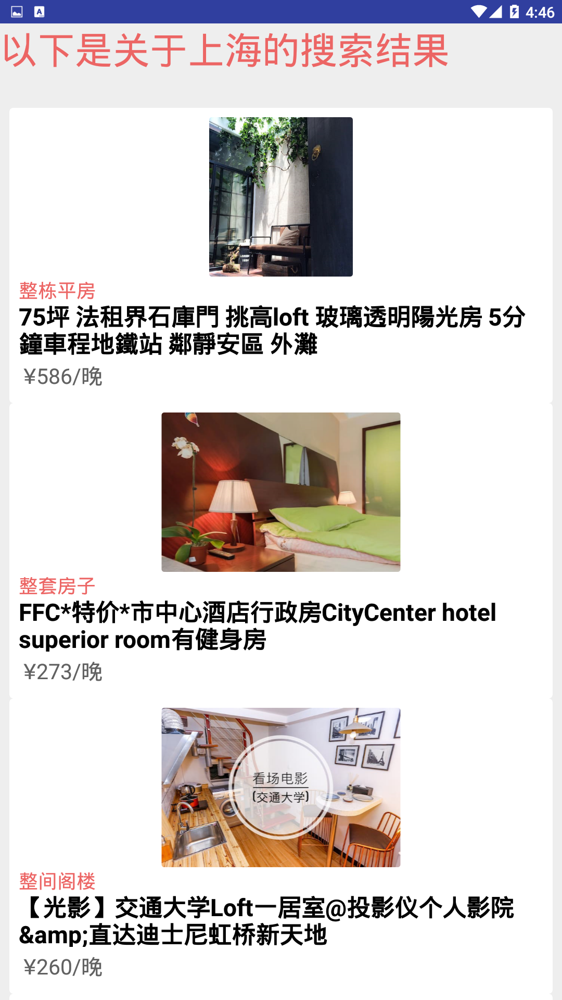 4:46
以下是关于上海的搜索结果
整栋平房
75坪 法租界石庫門 挑高loft 玻璃透明陽光房 5分
鐘車程地鐵站 鄰靜安區 外灘
¥586/晚
整套房子
FFC*特价*市中心酒店行政房CityCenter hotel
superior room有健身房
¥273/晚
看场电影
(交通大学)
整间阁楼
【光影】交通大学Loft一居室@投影仪个人影院
&amp;直达迪士尼虹桥新天地
¥260/晚